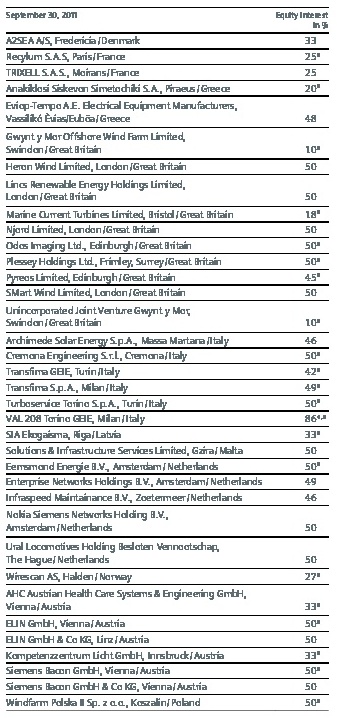 September 30, 2011 Equity Interest
in %
A2SEA A/S, Fredericia / Denmark 33
Recylum S.A.S, Paris / France 25⁸
TRIXELL S.A.S., Moirans / France 25
Anakiklosi Siskevon Simetochiki S.A., Piraeus / Greece 20⁸
Eviop-Tempo A.E. Electrical Equipment Manufacturers,
Vassilikó Èvias/Euböa / Greece 48
Gwynt y Mor Offshore Wind Farm Limited,
Swindon / Great Britain 10⁸
Heron Wind Limited, London / Great Britain 50
Lincs Renewable Energy Holdings Limited,
London / Great Britain 50
Marine Current Turbines Limited, Bristol / Great Britain 18⁸
Njord Limited, London / Great Britain 50
Odos Imaging Ltd., Edinburgh / Great Britain 50⁸
Plessey Holdings Ltd., Frimley, Surrey / Great Britain 50⁸
Pyreos Limited, Edinburgh / Great Britain 45⁸
SMart Wind Limited, London / Great Britain 50
Unincorporated Joint Venture Gwynt y Mor,
Swindon / Great Britain 10⁸
Archimede Solar Energy S.p.A., Massa Martana / Italy 46
Cremona Engineering S.r.l., Cremona / Italy 50⁸
Transfima GEIE, Turin / Italy 42⁸
Transfima S.p.A., Milan / Italy 49⁸
Turboservice Torino S.p.A., Turin / Italy 50⁸
VAL 208 Torino GEIE, Milan / Italy 86
SIA Ekogaisma, Riga / Latvia 33⁸
Solutions & Infrastructure Services Limited, Gzira / Malta 50
Eemsmond Energie B.V., Amsterdam / Netherlands 50⁸
Enterprise Networks Holdings B.V., Amsterdam / Netherlands 49
Infraspeed Maintainance B.V., Zoetermeer / Netherlands 46
Nokia Siemens Networks Holding B.V.,
Amsterdam / Netherlands 50
Ural Locomotives Holding Besloten Vennootschap,
The Hague / Netherlands 50
Wirescan AS, Halden / Norway 27⁸
AHC Austrian Health Care Systems & Engineering GmbH,
Vienna / Austria 33⁸
ELIN GmbH, Vienna / Austria 50⁸
ELIN GmbH & Co KG, Linz / Austria 50
Kompetenzzentrum Licht GmbH, Innsbruck / Austria 33⁸
Siemens Bacon GmbH, Vienna / Austria 50⁸
Siemens Bacon GmbH & Co KG, Vienna / Austria 50
Windfarm Polska II Sp. z o.o., Koszalin / Poland 50⁸